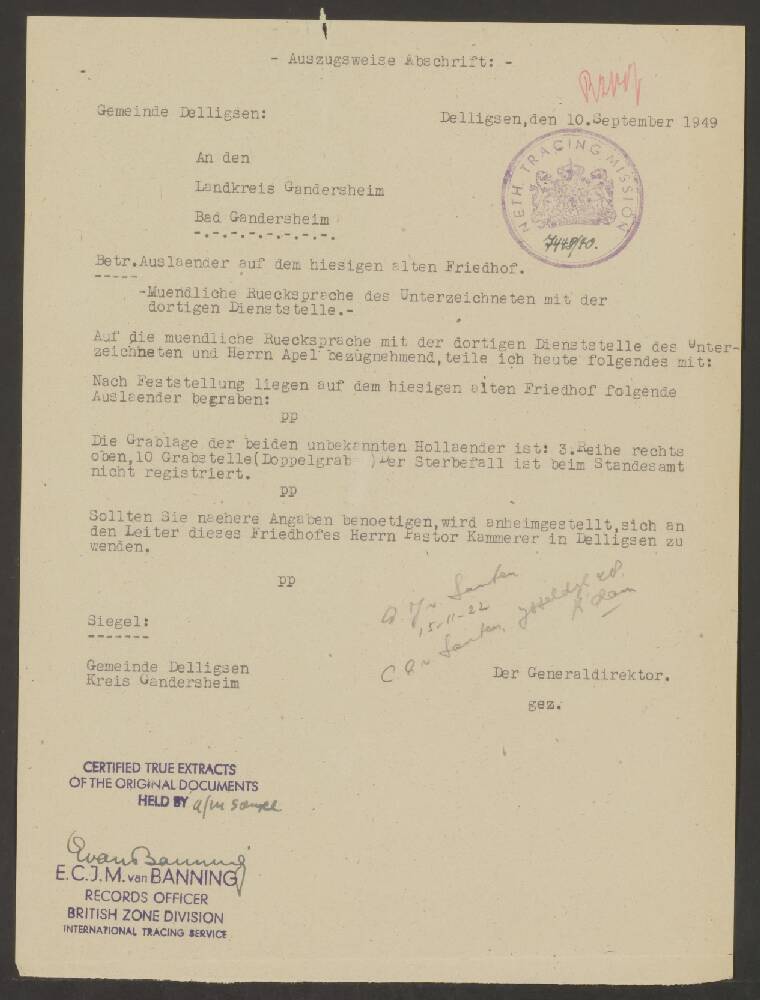 - Auszugsweise Abschrift: -
Gemeinde Delligsen:
Delligsen,den 10.September 1949
NETH TRACING MISSION
An den
Landkreis Gandersheim
Bad Gandersheim
-.-.-.-.-.-.-.-.
Betr.Auslaender auf dem hiesigen alten Friedhof.
-----
-Muendliche Ruecksprache des Unterzeichneten mit der
dortigen Dienststelle.-
Auf die muendliche Ruecksprache mit der dortigen Dienststelle des Unter-
zeichneten und Herrn Apel bezugnehmend,teile ich heute folgendes mit:
Nach Feststellung liegen auf dem hiesigen alten Friedhof folgende
Auslaender begraben:
pp
Die Grablage der beiden unbekannten Hollaender ist: 3.Reihe rechts
oben,10 Grabstelle(Doppelgrab )Der Sterbefall ist beim Standesamt
nicht registriert.
pp
Sollten Sie naehere Angaben benoetigen,wird anheimgestellt,sich an
den Leiter dieses Friedhofes Herrn Pastor Kammerer in Delligsen zu
wenden.
pp
Siegel:
-------
15-11-22
Gemeinde Delligsen
Kreis Gandersheim
Der Generaldirektor.
gez.
CERTIFIED TRUE EXTRACTS
OF THE ORIGINAL DOCUMENTS
HELD BY
E.C.J.M. van BANNING
RECORDS OFFICER
BRITISH ZONE DIVISION
INTERNATIONAL TRACING SERVICE